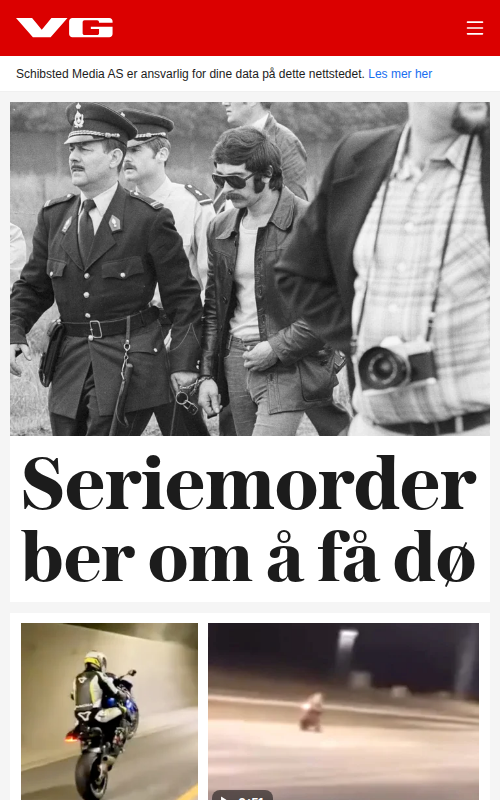 VG
Schibsted Media AS er ansvarlig for dine data på dette nettstedet. Les mer her
Seriemorder
ber om å få dø